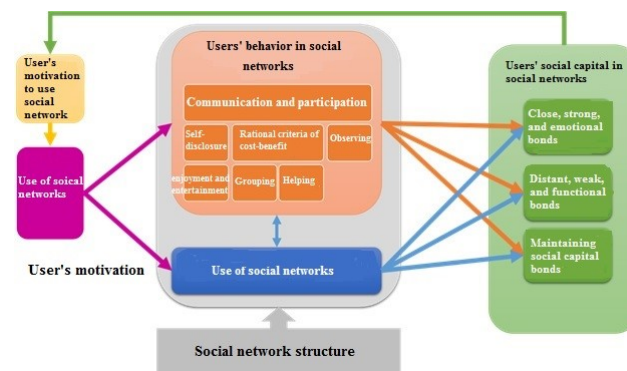 User's
motivation
to use
social
network
Use of soical
networks
User's motivation
Users' behavior in social
networks
Communication and participation
Self-
disclosure
Rational criteria of
cost-benefit
Observing
enjoyment and
entertainment
Grouping
Helping
Use of social networks
Social network structure
Users' social capital in
social networks
Close, strong,
and emotional
bonds
Distant, weak,
and functional
bonds
Maintaining
social capital
bonds